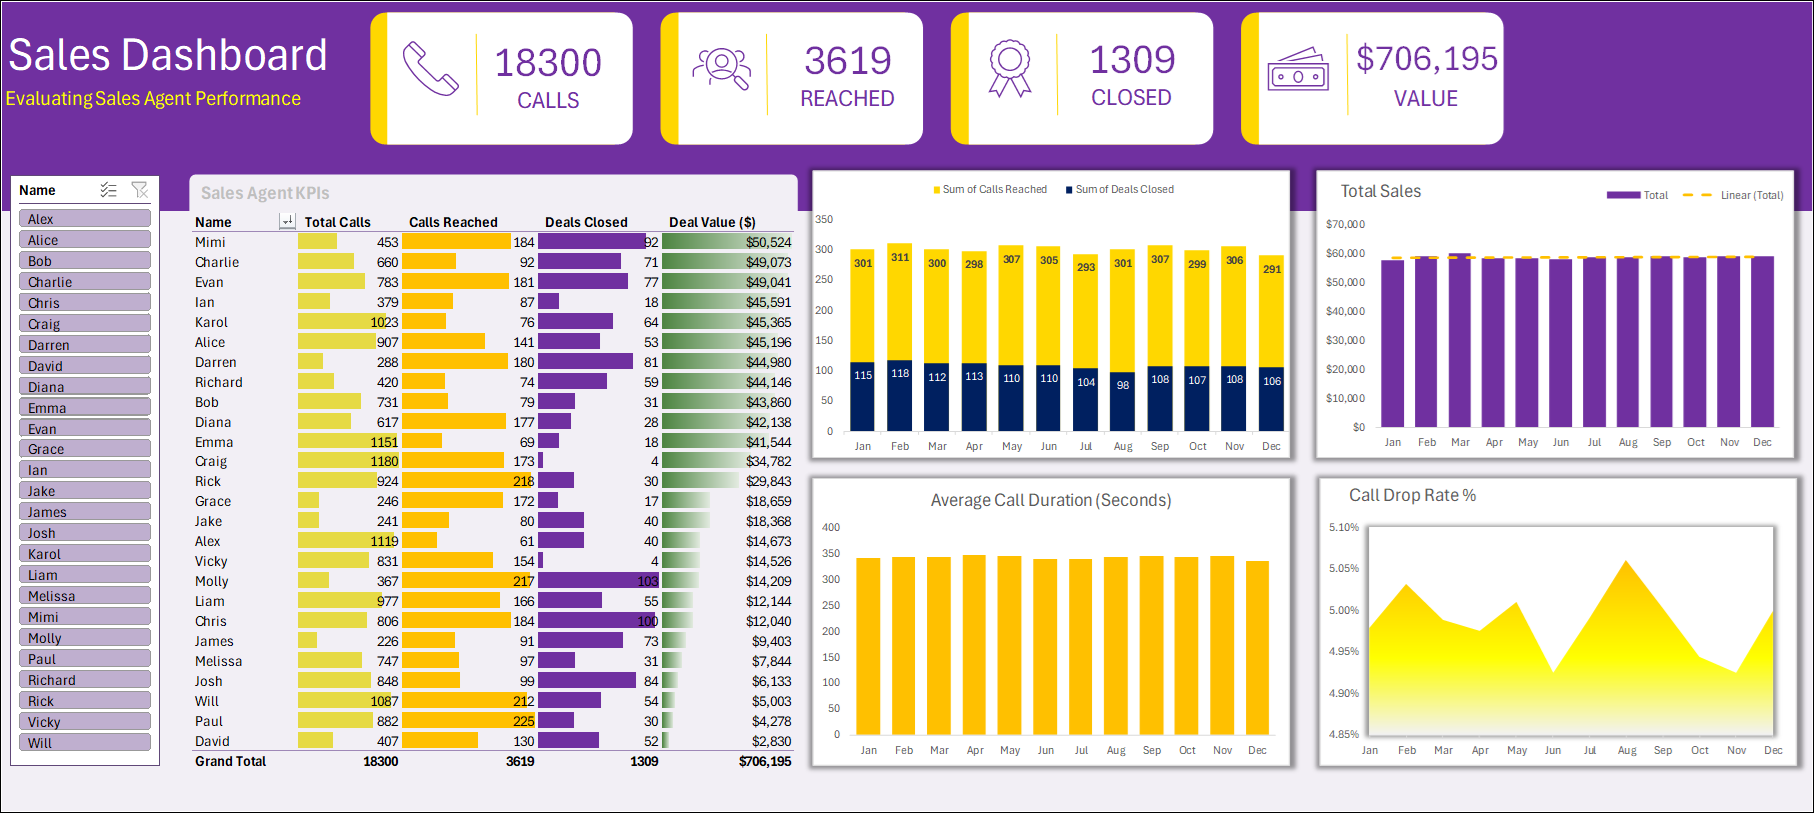 Sales Dashboard
Evaluating Sales Agent Performance
18300
CALLS
3619
REACHED
1309
CLOSED
$706,195
VALUE
Name
Alex
Alice
Bob
Charlie
Chris
Craig
Darren
David
Diana
Emma
Evan
Grace
Ian
Jake
James
Josh
Karol
Liam
Melissa
Mimi
Molly
Paul
Richard
Rick
Vicky
Will
Sales Agent KPIs
Name Total Calls Calls Reached Deals Closed Deal Value ($)
Mimi 453 184 92 $50,524
Charlie 660 92 71 $49,073
Evan 783 181 77 $49,041
Ian 379 87 18 $45,591
Karol 1023 76 64 $45,365
Alice 907 141 53 $45,196
Darren 288 180 81 $44,980
Richard 420 74 59 $44,146
Bob 731 79 31 $43,860
Diana 617 177 28 $42,138
Emma 1151 69 18 $41,544
Craig 1180 173 4 $34,782
Rick 924 218 30 $29,843
Grace 246 172 17 $18,659
Jake 241 80 40 $18,368
Alex 1119 61 40 $14,673
Vicky 831 154 4 $14,526
Molly 367 217 103 $14,209
Liam 977 166 55 $12,144
Chris 806 184 100 $12,040
James 226 91 73 $9,403
Melissa 747 97 31 $7,844
Josh 848 99 84 $6,133
Will 1087 212 54 $5,003
Paul 882 225 30 $4,278
David 407 130 52 $2,830
Grand Total 18300 3619 1309 $706,195
Sum of Calls Reached Sum of Deals Closed
350
300
250
200
150
100
50
0
301 311 300 298 307 305 293 301 307 299 306 291
115 118 112 113 110 110 104 98 108 107 108 106
Jan Feb Mar Apr May Jun Jul Aug Sep Oct Nov Dec
Total Sales
Total Linear (Total)
$70,000
$60,000
$50,000
$40,000
$30,000
$20,000
$10,000
$0
Jan Feb Mar Apr May Jun Jul Aug Sep Oct Nov Dec
Average Call Duration (Seconds)
400
350
300
250
200
150
100
50
0
Jan Feb Mar Apr May Jun Jul Aug Sep Oct Nov Dec
Call Drop Rate %
5.10%
5.05%
5.00%
4.95%
4.90%
4.85%
Jan Feb Mar Apr May Jun Jul Aug Sep Oct Nov Dec